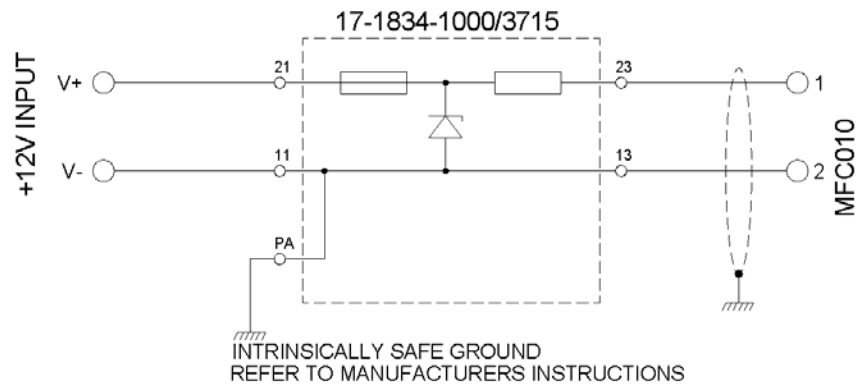 17-1834-1000/3715
+12V INPUT
V+
21
23
1
V-
11
13
2
MFC010
PA
INTRINSICALLY SAFE GROUND
REFER TO MANUFACTURERS INSTRUCTIONS